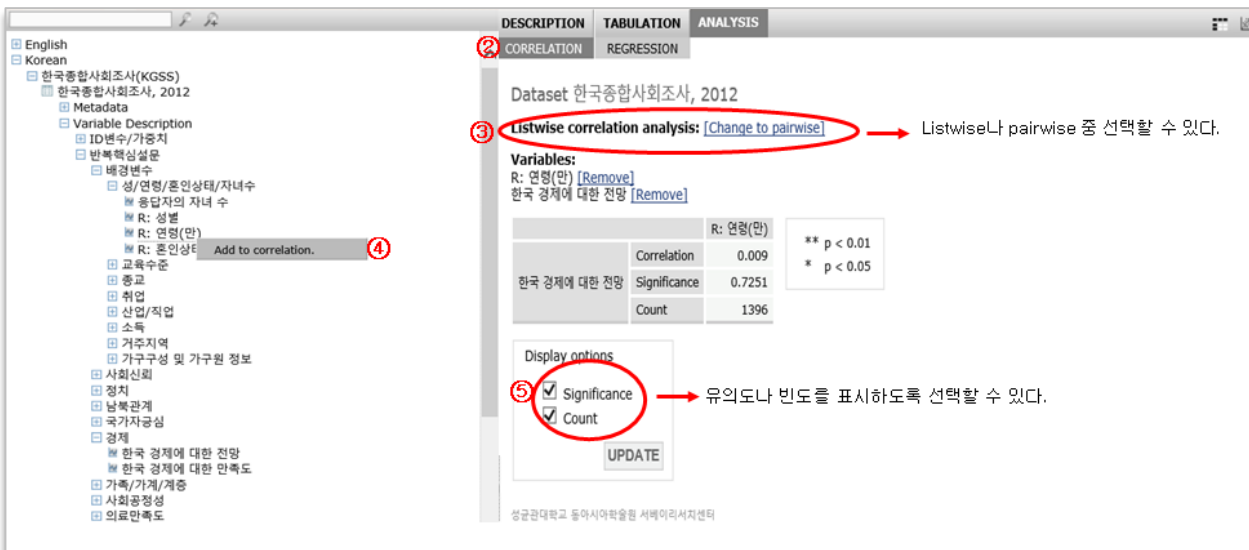 DESCRIPTION TABULATION ANALYSIS
② CORRELATION REGRESSION
English
Korean
한국종합사회조사(KGSS)
한국종합사회조사, 2012
Metadata
Variable Description
ID변수/가중치
반복핵심설문
배경변수
성/연령/혼인상태/자녀수
응답자의 자녀 수
R: 성별
R: 연령(만)
R: 혼인상태
Add to correlation. ④
교육수준
종교
취업
산업/직업
소득
거주지역
가구구성 및 가구원 정보
사회신뢰
정치
남북관계
국가자긍심
경제
한국 경제에 대한 전망
한국 경제에 대한 만족도
가족/가계/계층
사회공정성
의료만족도
Dataset 한국종합사회조사, 2012
③ Listwise correlation analysis: [Change to pairwise] Listwise나 pairwise 중 선택할 수 있다.
Variables:
R: 연령(만) [Remove]
한국 경제에 대한 전망 [Remove]
R: 연령(만)
한국 경제에 대한 전망
Correlation 0.009
Significance 0.7251
Count 1396
** p < 0.01
* p < 0.05
Display options
⑤ Significance 유의도나 빈도를 표시하도록 선택할 수 있다.
Count
UPDATE
성균관대학교 동아시아학술원 서베이리서치센터